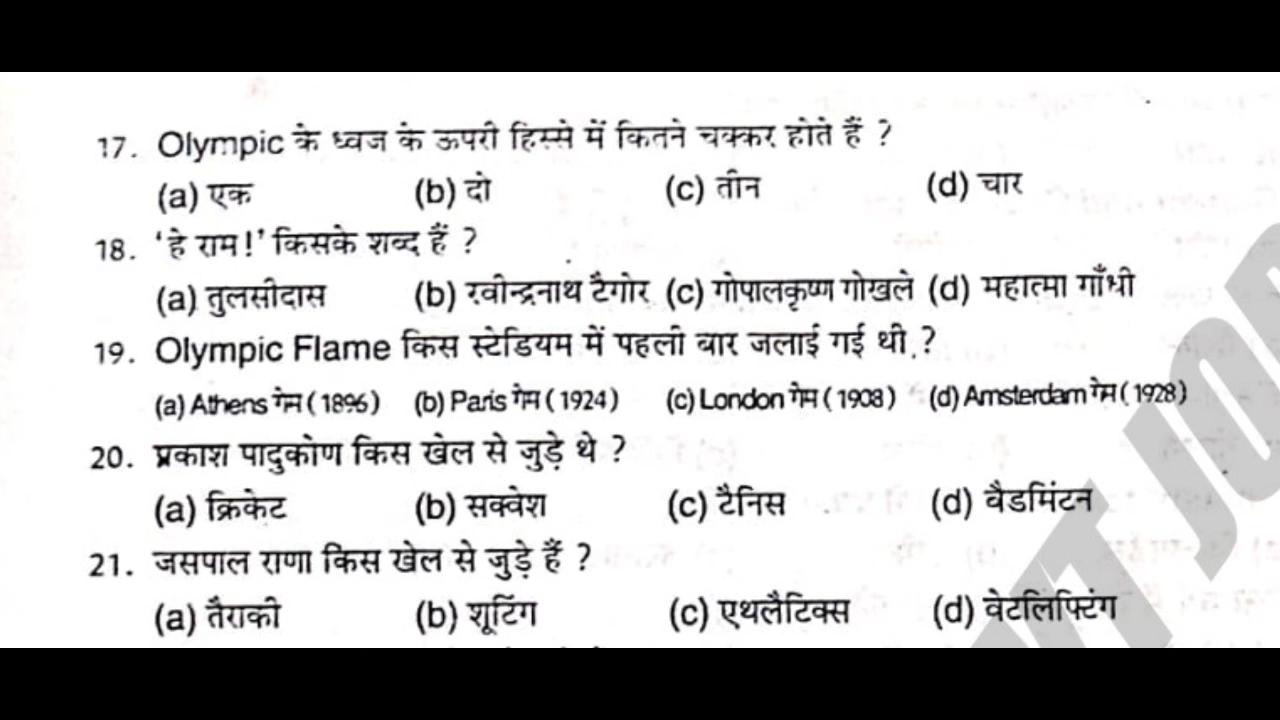 17. Olympic के ध्वज के ऊपरी हिस्से में कितने चक्कर होते हैं ?
(a) एक (b) दो (c) तीन (d) चार
18. ‘हे राम!’ किसके शब्द हैं ?
(a) तुलसीदास (b) रवीन्द्रनाथ टैगोर (c) गोपालकृष्ण गोखले (d) महात्मा गाँधी
19. Olympic Flame किस स्टेडियम में पहली बार जलाई गई थी ?
(a) Athens गेम ( 1896 ) (b) Paris गेम ( 1924 ) (c) London गेम ( 1908 ) (d) Amsterdam गेम ( 1928 )
20. प्रकाश पादुकोण किस खेल से जुड़े थे ?
(a) क्रिकेट (b) सक्वेश (c) टैनिस (d) बैडमिंटन
21. जसपाल राणा किस खेल से जुड़े हैं ?
(a) तैराकी (b) शूटिंग (c) एथलैटिक्स (d) वेटलिफ्टिंग